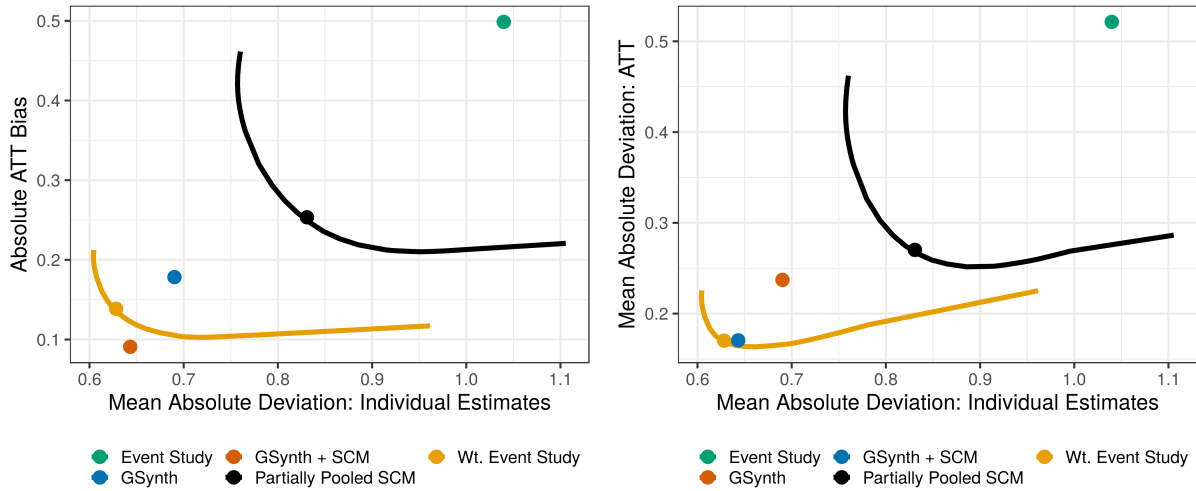 0.5
0.4
0.3
0.2
0.1
Absolute ATT Bias
0.6 0.7 0.8 0.9 1.0 1.1
Mean Absolute Deviation: Individual Estimates
Event Study GSynth + SCM Wt. Event Study
GSynth Partially Pooled SCM
0.5
0.4
0.3
0.2
Mean Absolute Deviation: ATT
0.6 0.7 0.8 0.9 1.0 1.1
Mean Absolute Deviation: Individual Estimates
Event Study GSynth + SCM Wt. Event Study
GSynth Partially Pooled SCM